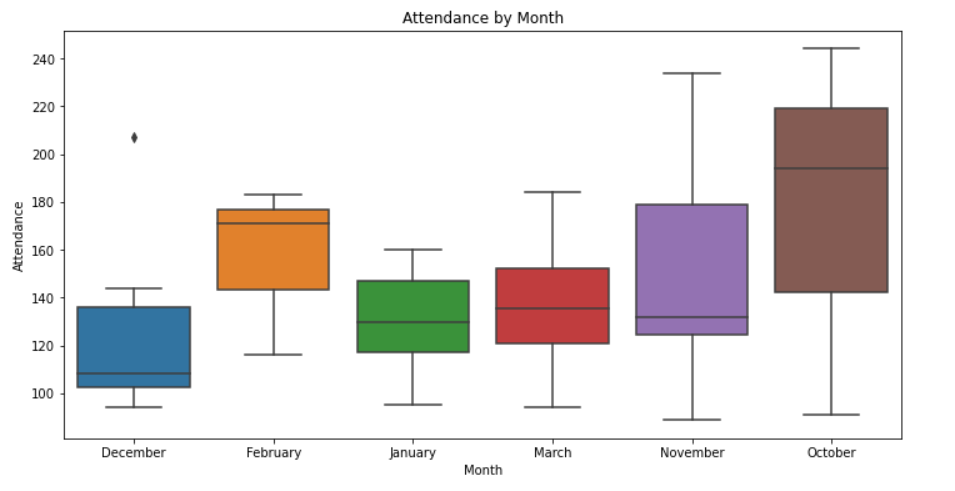 Attendance by Month
240
220
200
180
160
140
120
100
Attendance
December February January March November October
Month